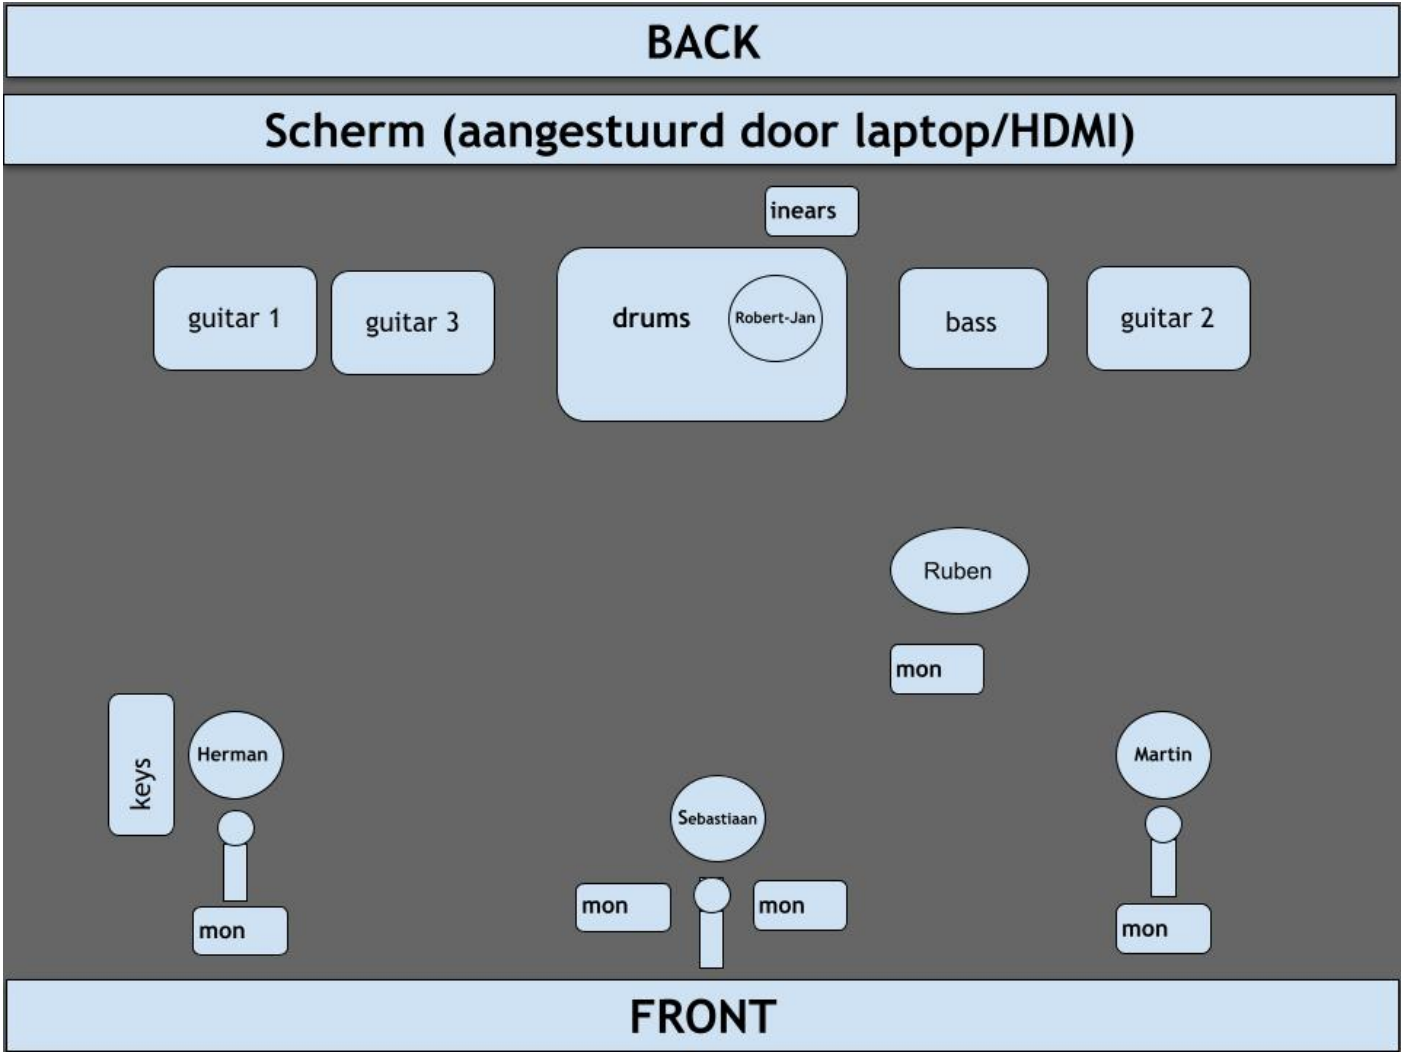 BACK
Scherm (aangestuurd door laptop/HDMI)
inears
guitar 1
guitar 3
drums
Robert-Jan
bass
guitar 2
Ruben
mon
keys
Herman
Martin
Sebastiaan
mon
mon
mon
mon
FRONT